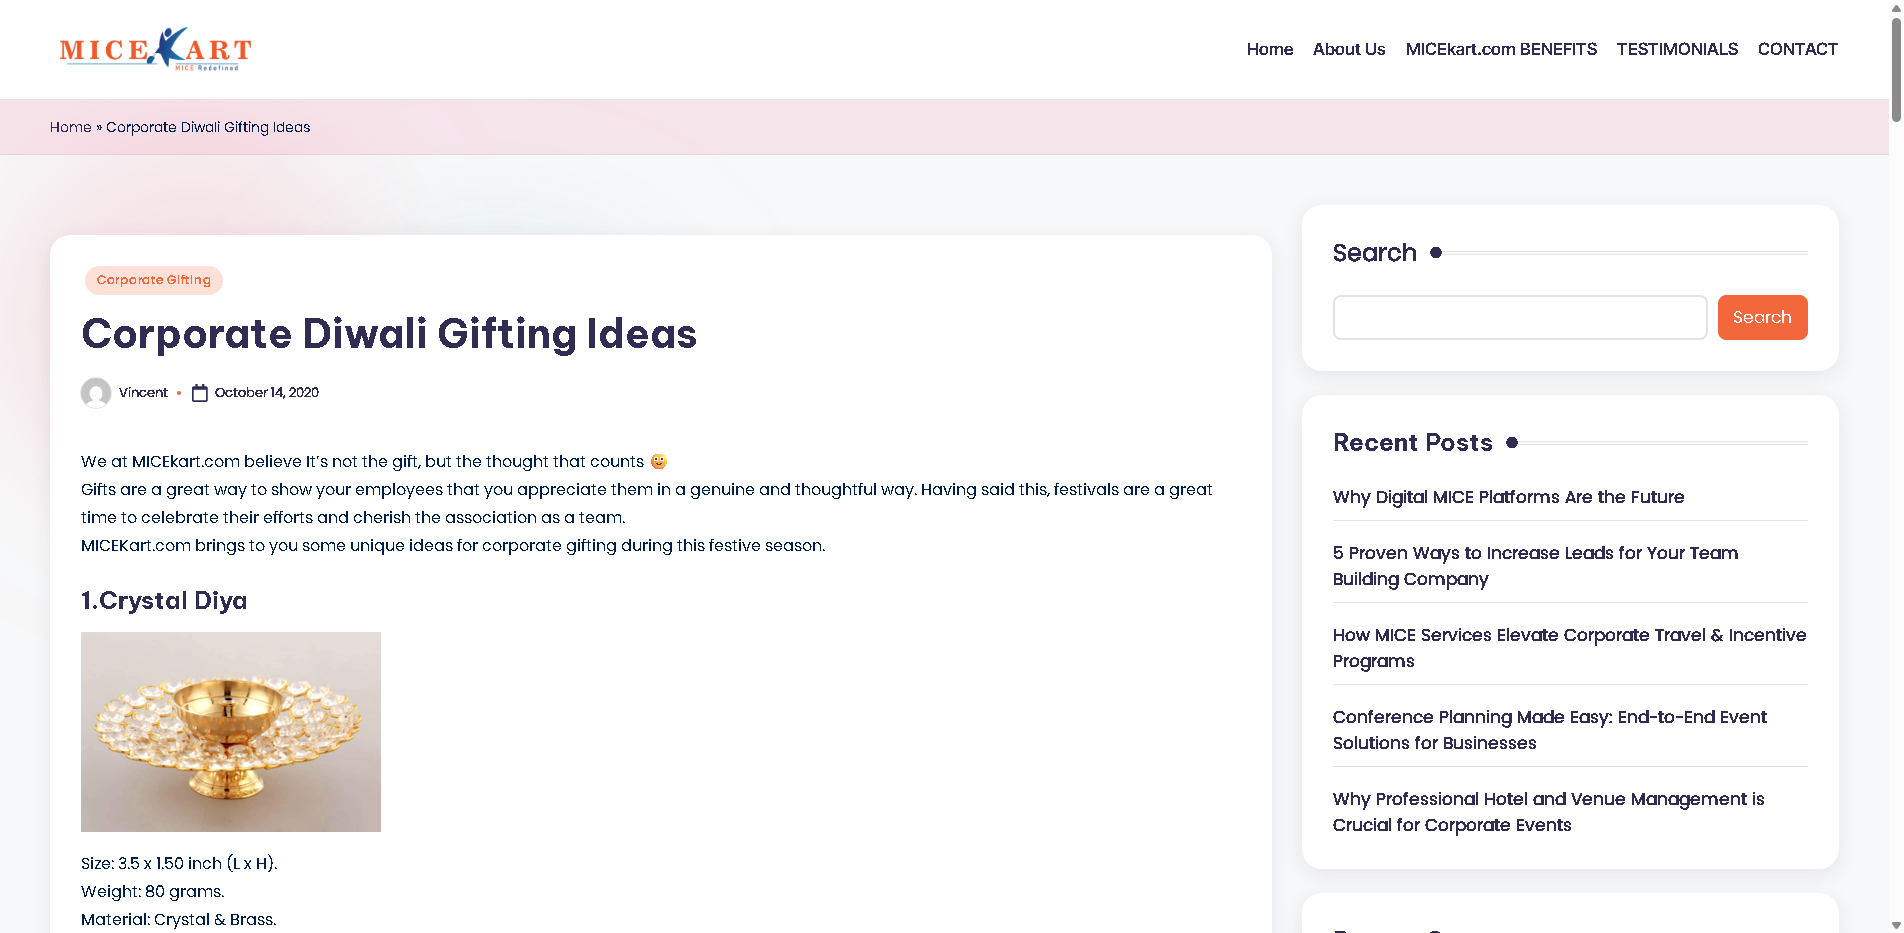 MICEKART
MICE Redefined
Home
About Us
MICEkart.com BENEFITS
TESTIMONIALS
CONTACT
Home » Corporate Diwali Gifting Ideas
Corporate Gifting
Corporate Diwali Gifting Ideas
Vincent • October 14, 2020
We at MICEkart.com believe It’s not the gift, but the thought that counts
Gifts are a great way to show your employees that you appreciate them in a genuine and thoughtful way. Having said this, festivals are a great
time to celebrate their efforts and cherish the association as a team.
MICEKart.com brings to you some unique ideas for corporate gifting during this festive season.
1.Crystal Diya
Size: 3.5 x 1.50 inch (L x H).
Weight: 80 grams.
Material: Crystal & Brass.
Search
Search
Recent Posts
Why Digital MICE Platforms Are the Future
5 Proven Ways to Increase Leads for Your Team
Building Company
How MICE Services Elevate Corporate Travel & Incentive
Programs
Conference Planning Made Easy: End-to-End Event
Solutions for Businesses
Why Professional Hotel and Venue Management is
Crucial for Corporate Events